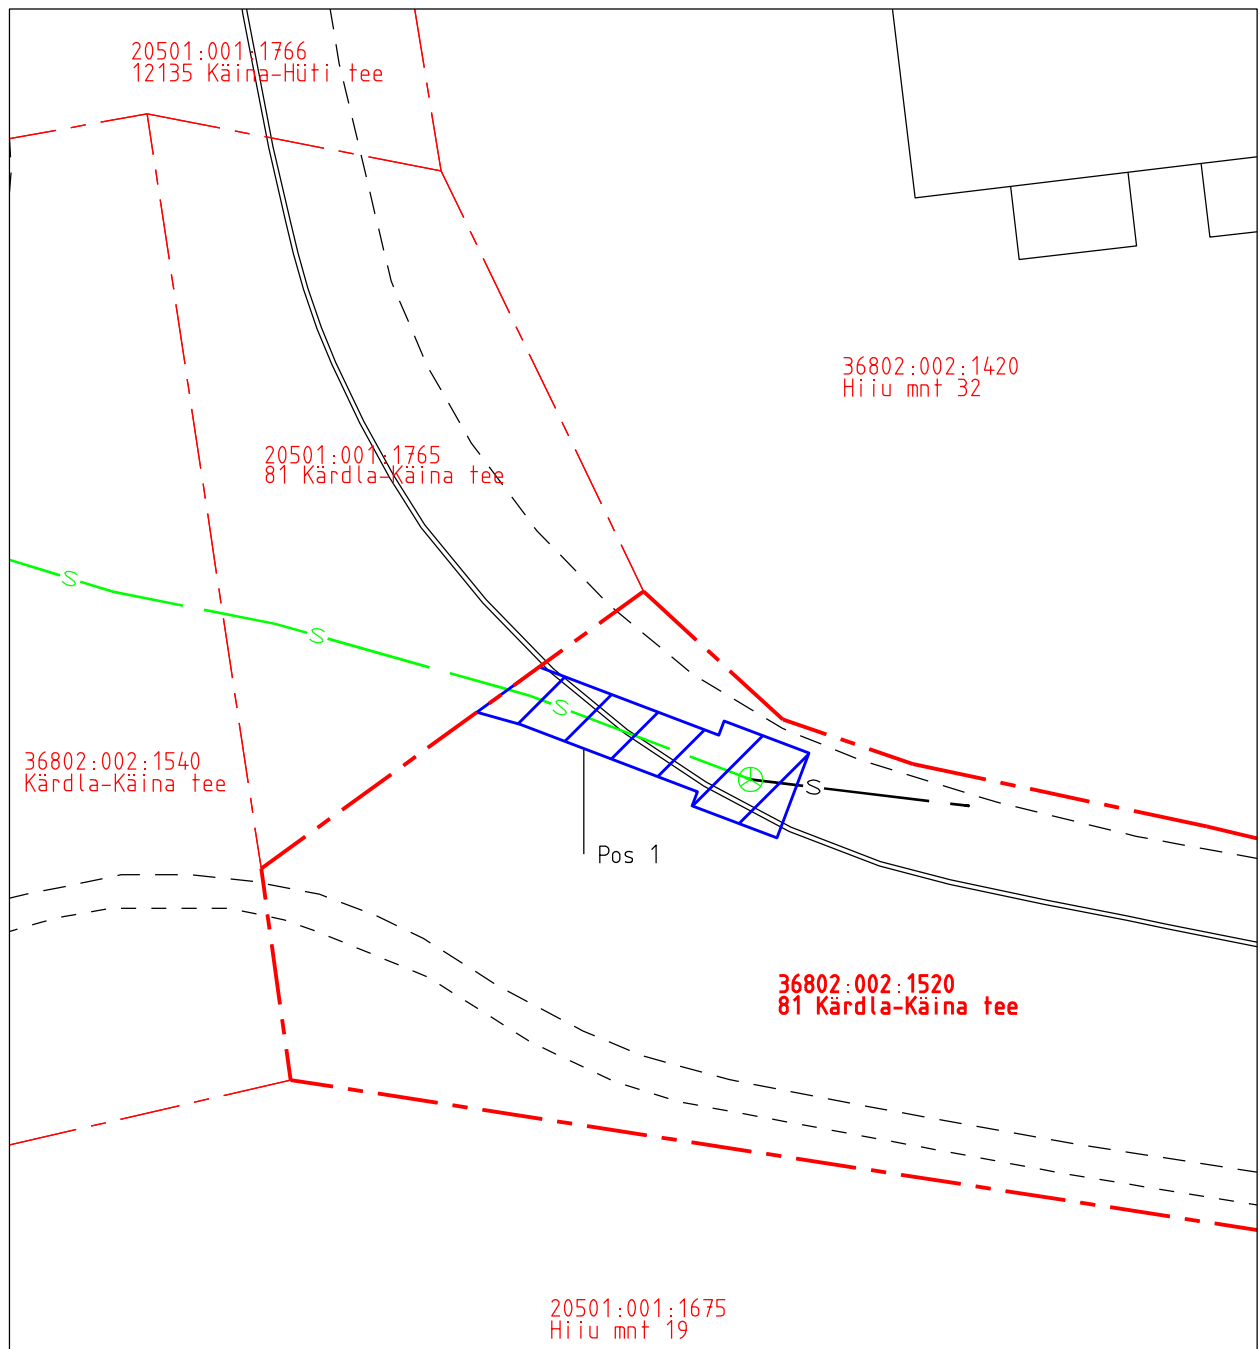 20501:001:1766
12135 Käina-Hüti tee
36802:002:1420
Hiiu mnt 32
20501:001:1765
81 Kärdla-Käina tee
S
S
S
36802:002:1540
Kärdla-Käina tee
S
Pos 1
36802:002:1520
81 Kärdla-Käina tee
20501:001:1675
Hiiu mnt 19